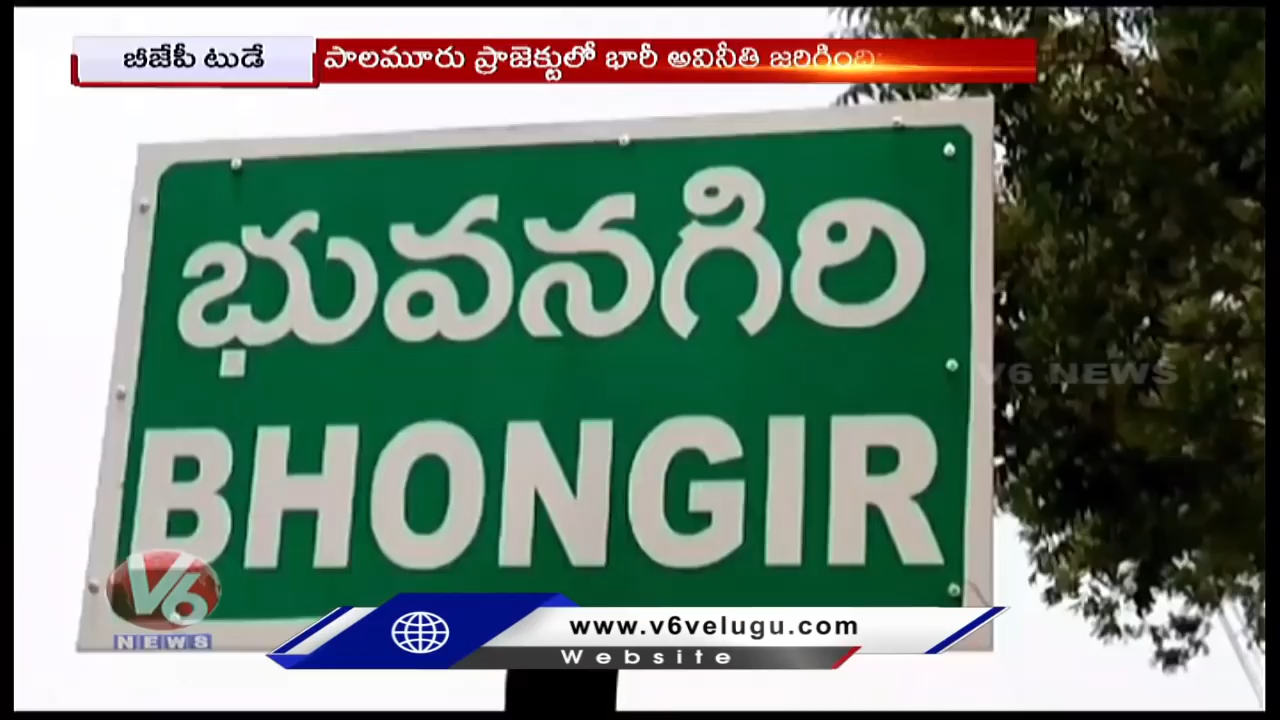 బీజేపీ టుడే
పాలమూరు ప్రాజెక్టులో భారీ అవినీతి జరిగింది
భువనగిరి
V6 NEWS
BHONGIR
V6
NEWS
www.v6velugu.com
Website